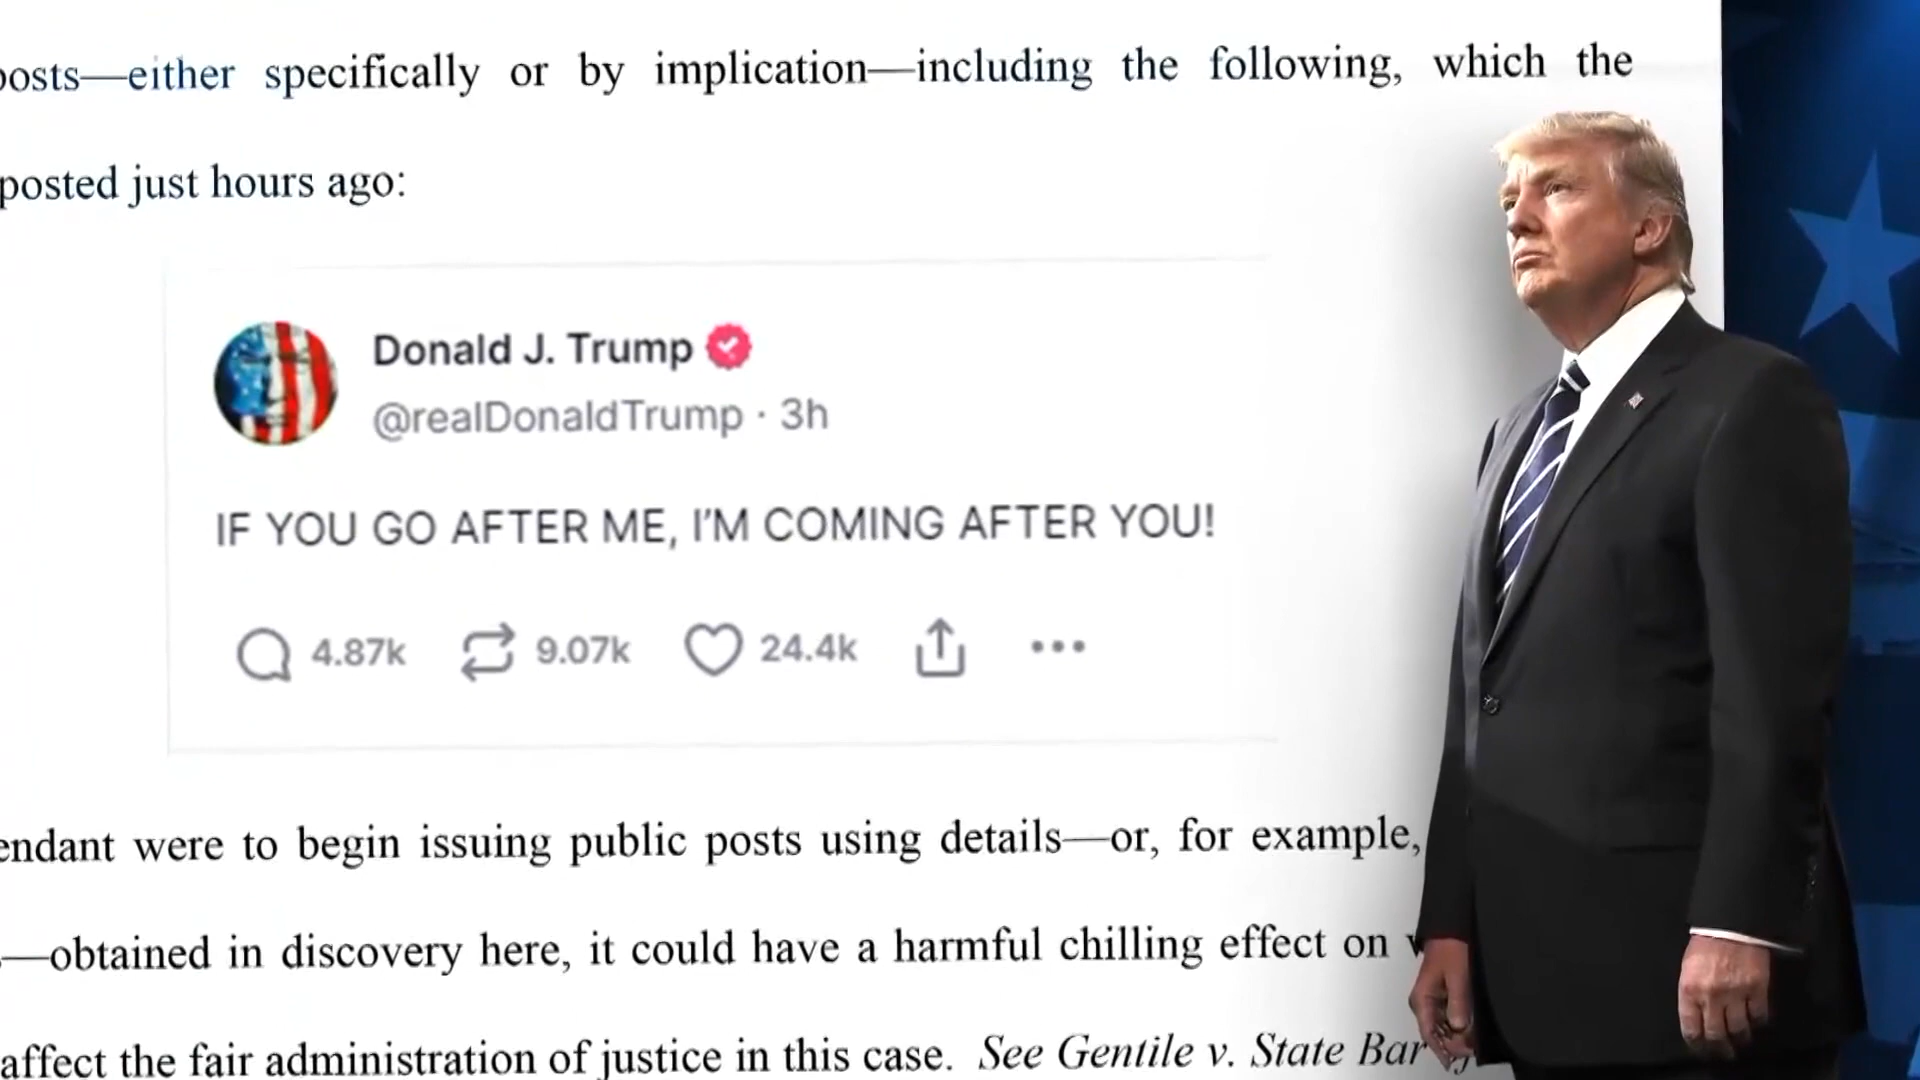 posts—either specifically or by implication—including the following, which the
posted just hours ago:
Donald J. Trump
@realDonaldTrump · 3h
IF YOU GO AFTER ME, I'M COMING AFTER YOU!
4.87k 9.07k 24.4k
endant were to begin issuing public posts using details—or, for example,
—obtained in discovery here, it could have a harmful chilling effect on
affect the fair administration of justice in this case. See Gentile v. State Bar